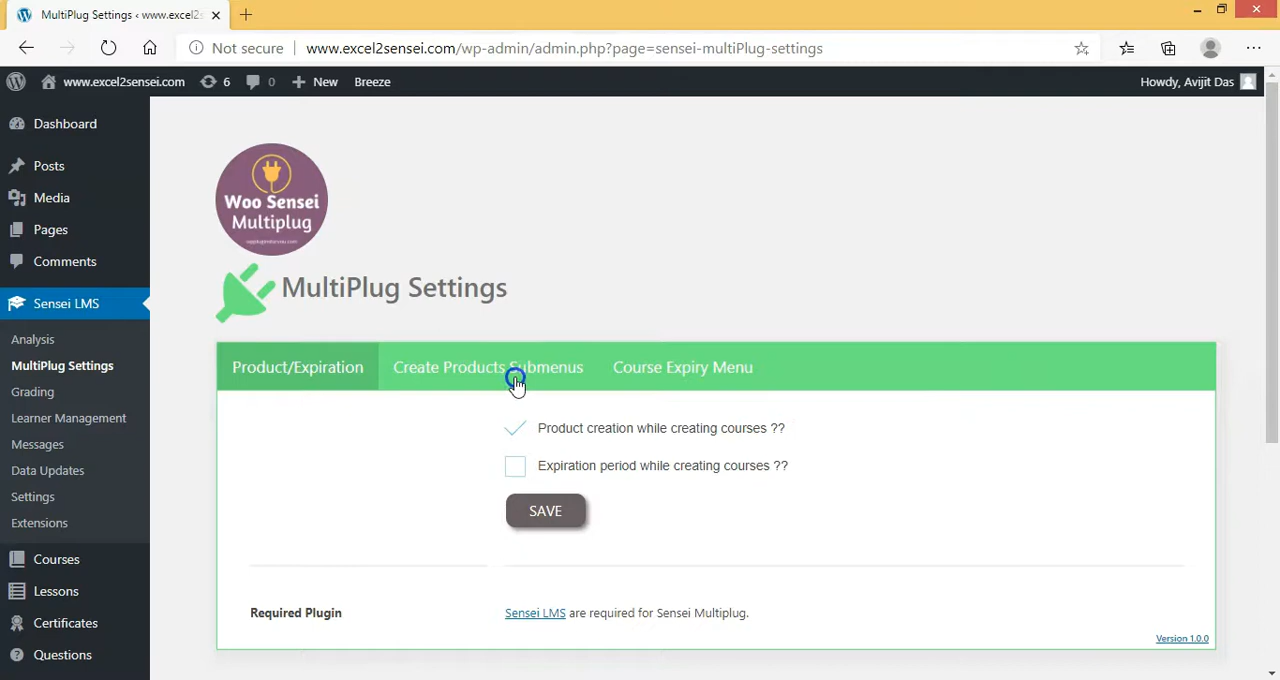 MultiPlug Settings ‹ www.excel2s
Not secure
www.excel2sensei.com/wp-admin/admin.php?page=sensei-multiPlug-settings
www.excel2sensei.com 6 0 New Breeze
Howdy, Avijit Das
Dashboard
Posts
Media
Pages
Comments
Sensei LMS
Analysis
MultiPlug Settings
Grading
Learner Management
Messages
Data Updates
Settings
Extensions
Courses
Lessons
Certificates
Questions
Woo Sensei
Multiplug
MultiPlug Settings
Product/Expiration Create Products Submenus Course Expiry Menu
Product creation while creating courses ??
Expiration period while creating courses ??
SAVE
Required Plugin
Sensei LMS are required for Sensei Multiplug.
Version 1.0.0